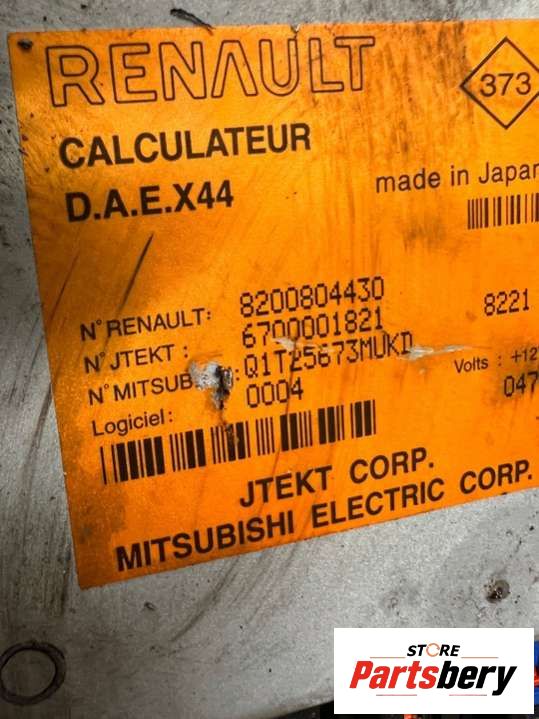 RENAULT
373
CALCULATEUR
D.A.E.X44
made in Japan
N° RENAULT: 8200804430 8221
N° JTEKT : 6700001821
N° MITSUB :Q1T25673MUKD Volts : +12
Logiciel: 0004 047
JTEKT CORP.
MITSUBISHI ELECTRIC CORP.
STORE
Partsbery